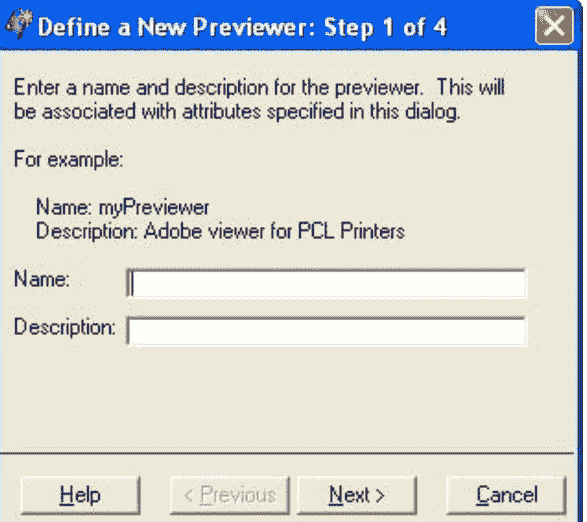 Define a New Previewer: Step 1 of 4
Enter a name and description for the previewer.  This will
be associated with attributes specified in this dialog.
For example:
Name: myPreviewer
Description: Adobe viewer for PCL Printers
Name:
Description:
Help
< Previous
Next >
Cancel